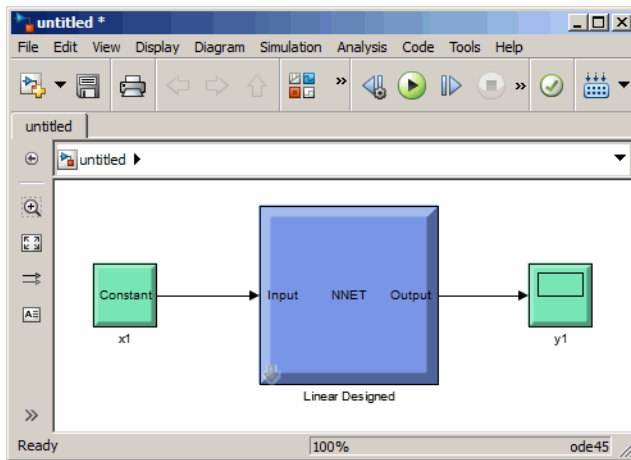 untitled *
File Edit View Display Diagram Simulation Analysis Code Tools Help
» »
untitled
untitled
Constant
x1
Input NNET Output
Linear Designed
y1
»
Ready 100% ode45